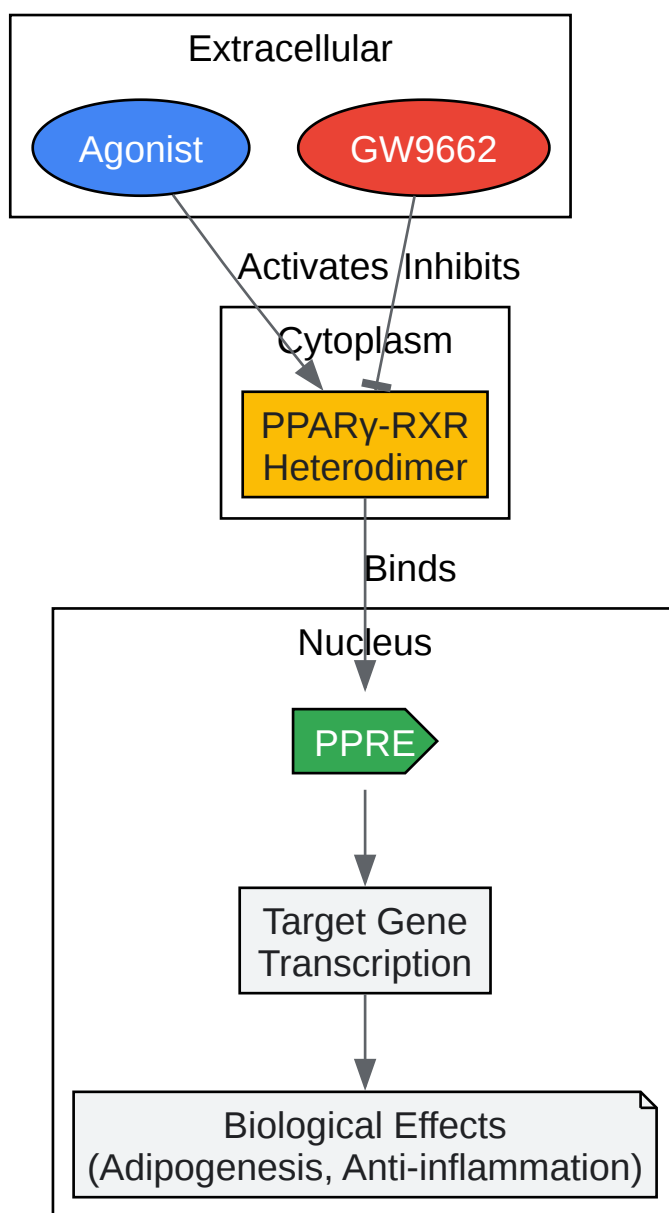 Extracellular
Agonist
GW9662
Activates
Inhibits
Cytoplasm
PPARγ-RXR
Heterodimer
Binds
Nucleus
PPRE
Target Gene
Transcription
Biological Effects
(Adipogenesis, Anti-inflammation)